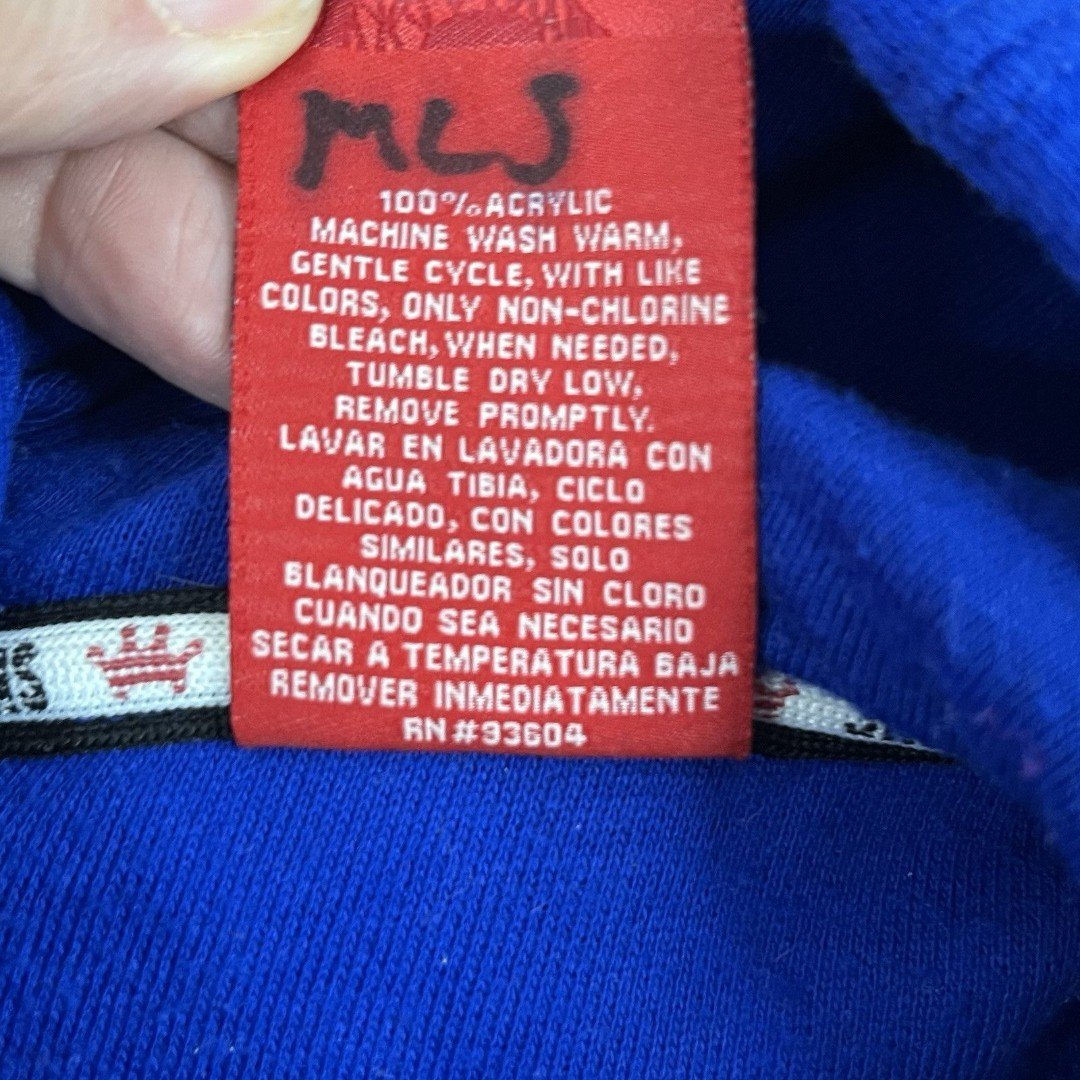 MLJ
100% ACRYLIC
MACHINE WASH WARM,
GENTLE CYCLE, WITH LIKE
COLORS, ONLY NON-CHLORINE
BLEACH, WHEN NEEDED,
TUMBLE DRY LOW,
REMOVE PROMPTLY.
LAVAR EN LAVADORA CON
AGUA TIBIA, CICLO
DELICADO, CON COLORES
SIMILARES, SOLO
BLANQUEADOR SIN CLORO
CUANDO SEA NECESARIO
SECAR A TEMPERATURA BAJA
REMOVER INMEDIATAMENTE
RN #93604